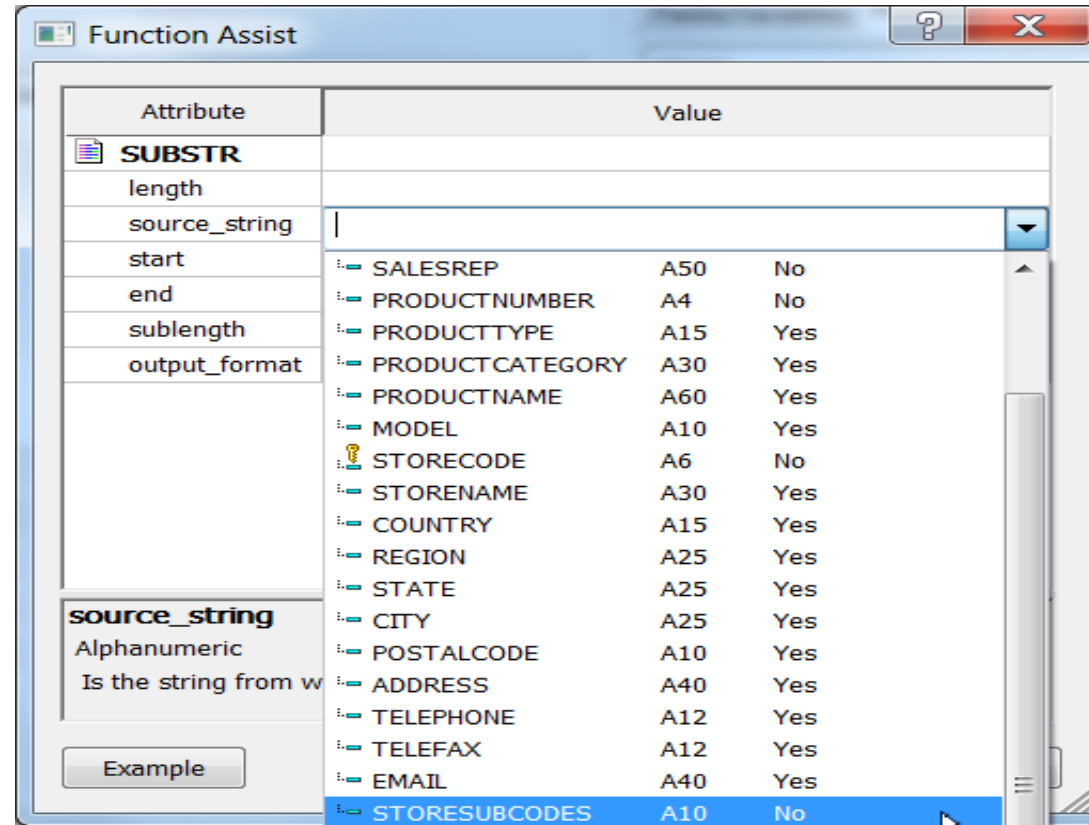 Function Assist
?
X
Attribute Value
SUBSTR
length
source_string
start
end
sublength
output_format
SALESREP A50 No
PRODUCTNUMBER A4 No
PRODUCTTYPE A15 Yes
PRODUCTCATEGORY A30 Yes
PRODUCTNAME A60 Yes
MODEL A10 Yes
STORECODE A6 No
STORENAME A30 Yes
COUNTRY A15 Yes
REGION A25 Yes
STATE A25 Yes
CITY A25 Yes
POSTALCODE A10 Yes
ADDRESS A40 Yes
TELEPHONE A12 Yes
TELEFAX A12 Yes
EMAIL A40 Yes
STORESUBCODES A10 No
source_string
Alphanumeric
Is the string from w
Example